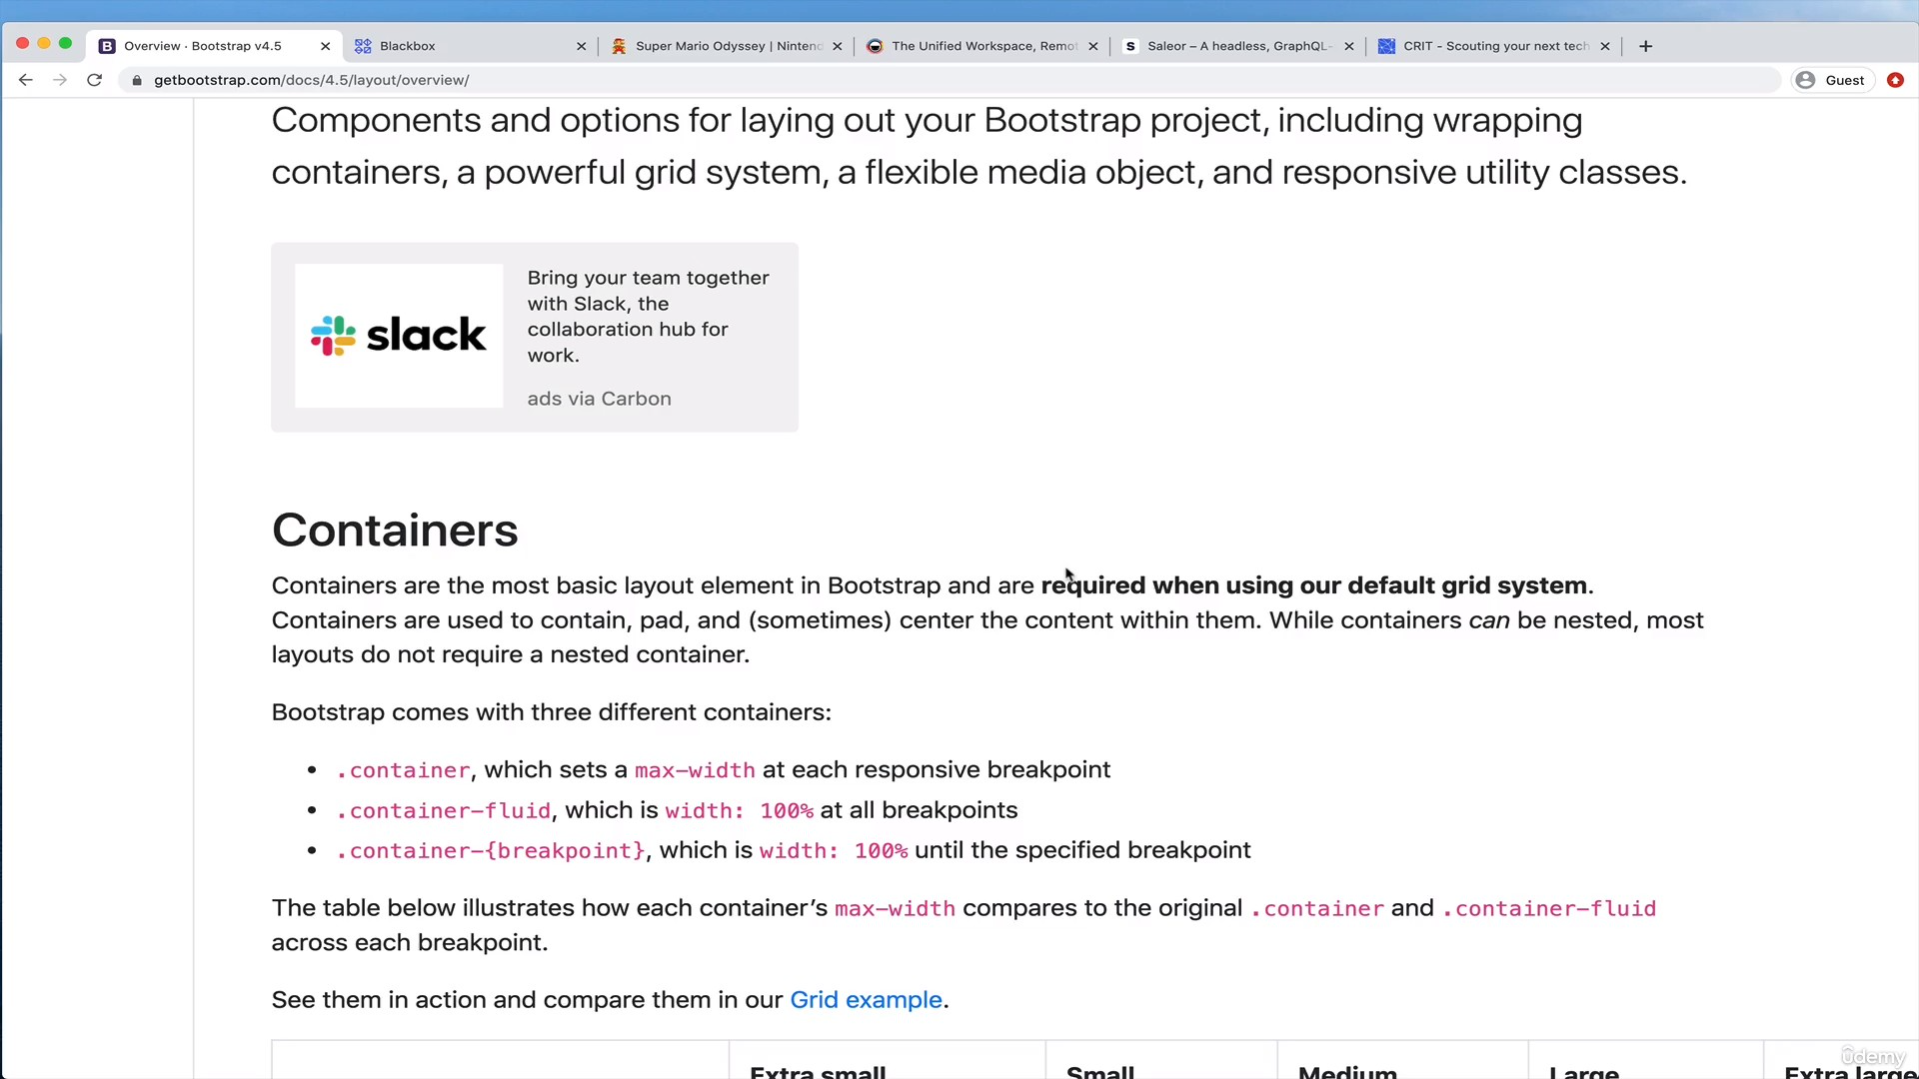 Overview · Bootstrap v4.5
Blackbox
Super Mario Odyssey | Ninten
The Unified Workspace, Remo
S
Saleor – A headless, GraphQL-
CRIT - Scouting your next tech
getbootstrap.com/docs/4.5/layout/overview/
Guest
Components and options for laying out your Bootstrap project, including wrapping
containers, a powerful grid system, a flexible media object, and responsive utility classes.
slack
Bring your team together
with Slack, the
collaboration hub for
work.
ads via Carbon
Containers
Containers are the most basic layout element in Bootstrap and are required when using our default grid system.
Containers are used to contain, pad, and (sometimes) center the content within them. While containers can be nested, most
layouts do not require a nested container.
Bootstrap comes with three different containers:
• .container, which sets a max-width at each responsive breakpoint
• .container-fluid, which is width: 100% at all breakpoints
• .container-{breakpoint}, which is width: 100% until the specified breakpoint
The table below illustrates how each container’s max-width compares to the original .container and .container-fluid
across each breakpoint.
See them in action and compare them in our Grid example.
Extra small
Small
Medium
Large
Extra large
ûdemy